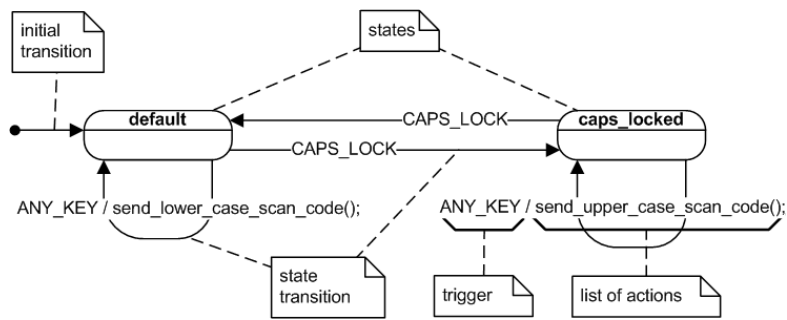 initial
transition
states
default
CAPS_LOCK
caps_locked
CAPS_LOCK
ANY_KEY / send_lower_case_scan_code();
ANY_KEY / send_upper_case_scan_code();
state
transition
trigger
list of actions